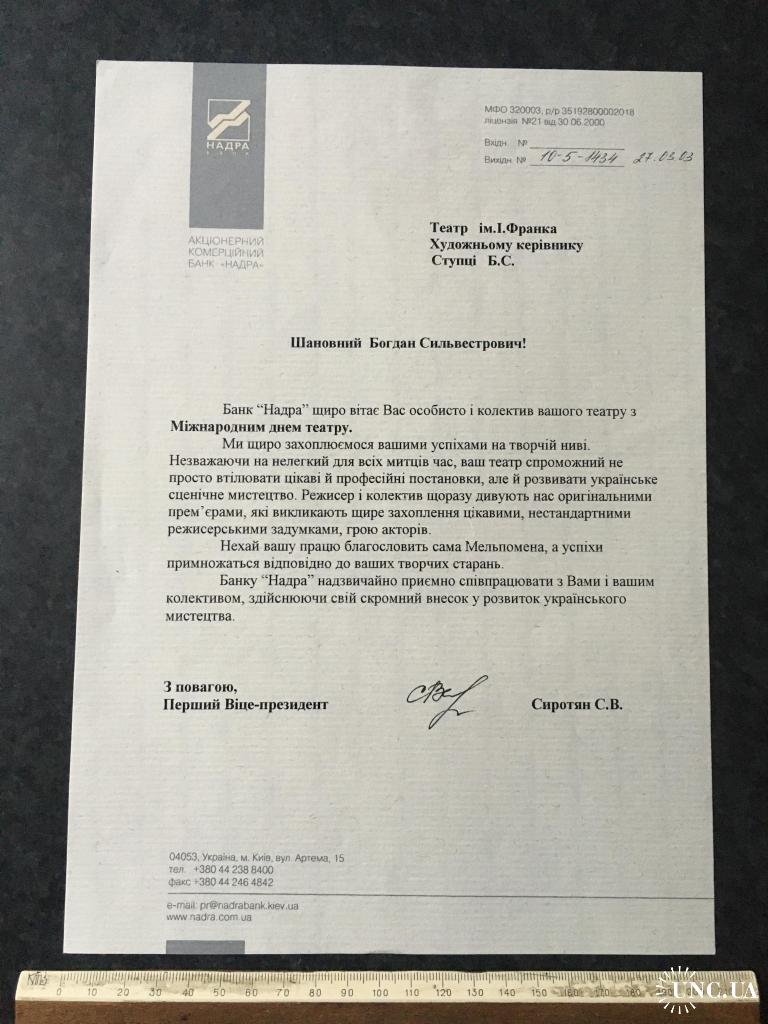 НАДРА
БАНК
АКЦІОНЕРНИЙ
КОМЕРЦІЙНИЙ
БАНК «НАДРА»
МФО 320003, р/р 35192800002018
ліцензія №21 від 30.06.2000
Вхідн. №
Вихідн. № 10-5-1434 27.03.03
Театр ім.І.Франка
Художньому керівнику
Ступці Б.С.
Шановний Богдан Сильвестрович!
Банк “Надра” щиро вітає Вас особисто і колектив вашого театру з
Міжнародним днем театру.
Ми щиро захоплюємося вашими успіхами на творчій ниві.
Незважаючи на нелегкий для всіх митців час, ваш театр спроможний не
просто втілювати цікаві й професійні постановки, але й розвивати українське
сценічне мистецтво. Режисер і колектив щоразу дивують нас оригінальними
прем’єрами, які викликають щире захоплення цікавими, нестандартними
режисерськими задумками, грою акторів.
Нехай вашу працю благословить сама Мельпомена, а успіхи
примножаться відповідно до ваших творчих старань.
Банку “Надра” надзвичайно приємно співпрацювати з Вами і вашим
колективом, здійснюючи свій скромний внесок у розвиток українського
мистецтва.
З повагою,
Перший Віце-президент Сиротян С.В.
04053, Україна, м. Київ, вул. Артема, 15
тел. +380 44 238 8400
факс +380 44 246 4842
e-mail: pr@nadrabank.kiev.ua
www.nadra.com.ua
0 10 20 30 40 50 60 70 80 90 100 110 120 130 140 150 160 170 180 190 200
UNC.UA